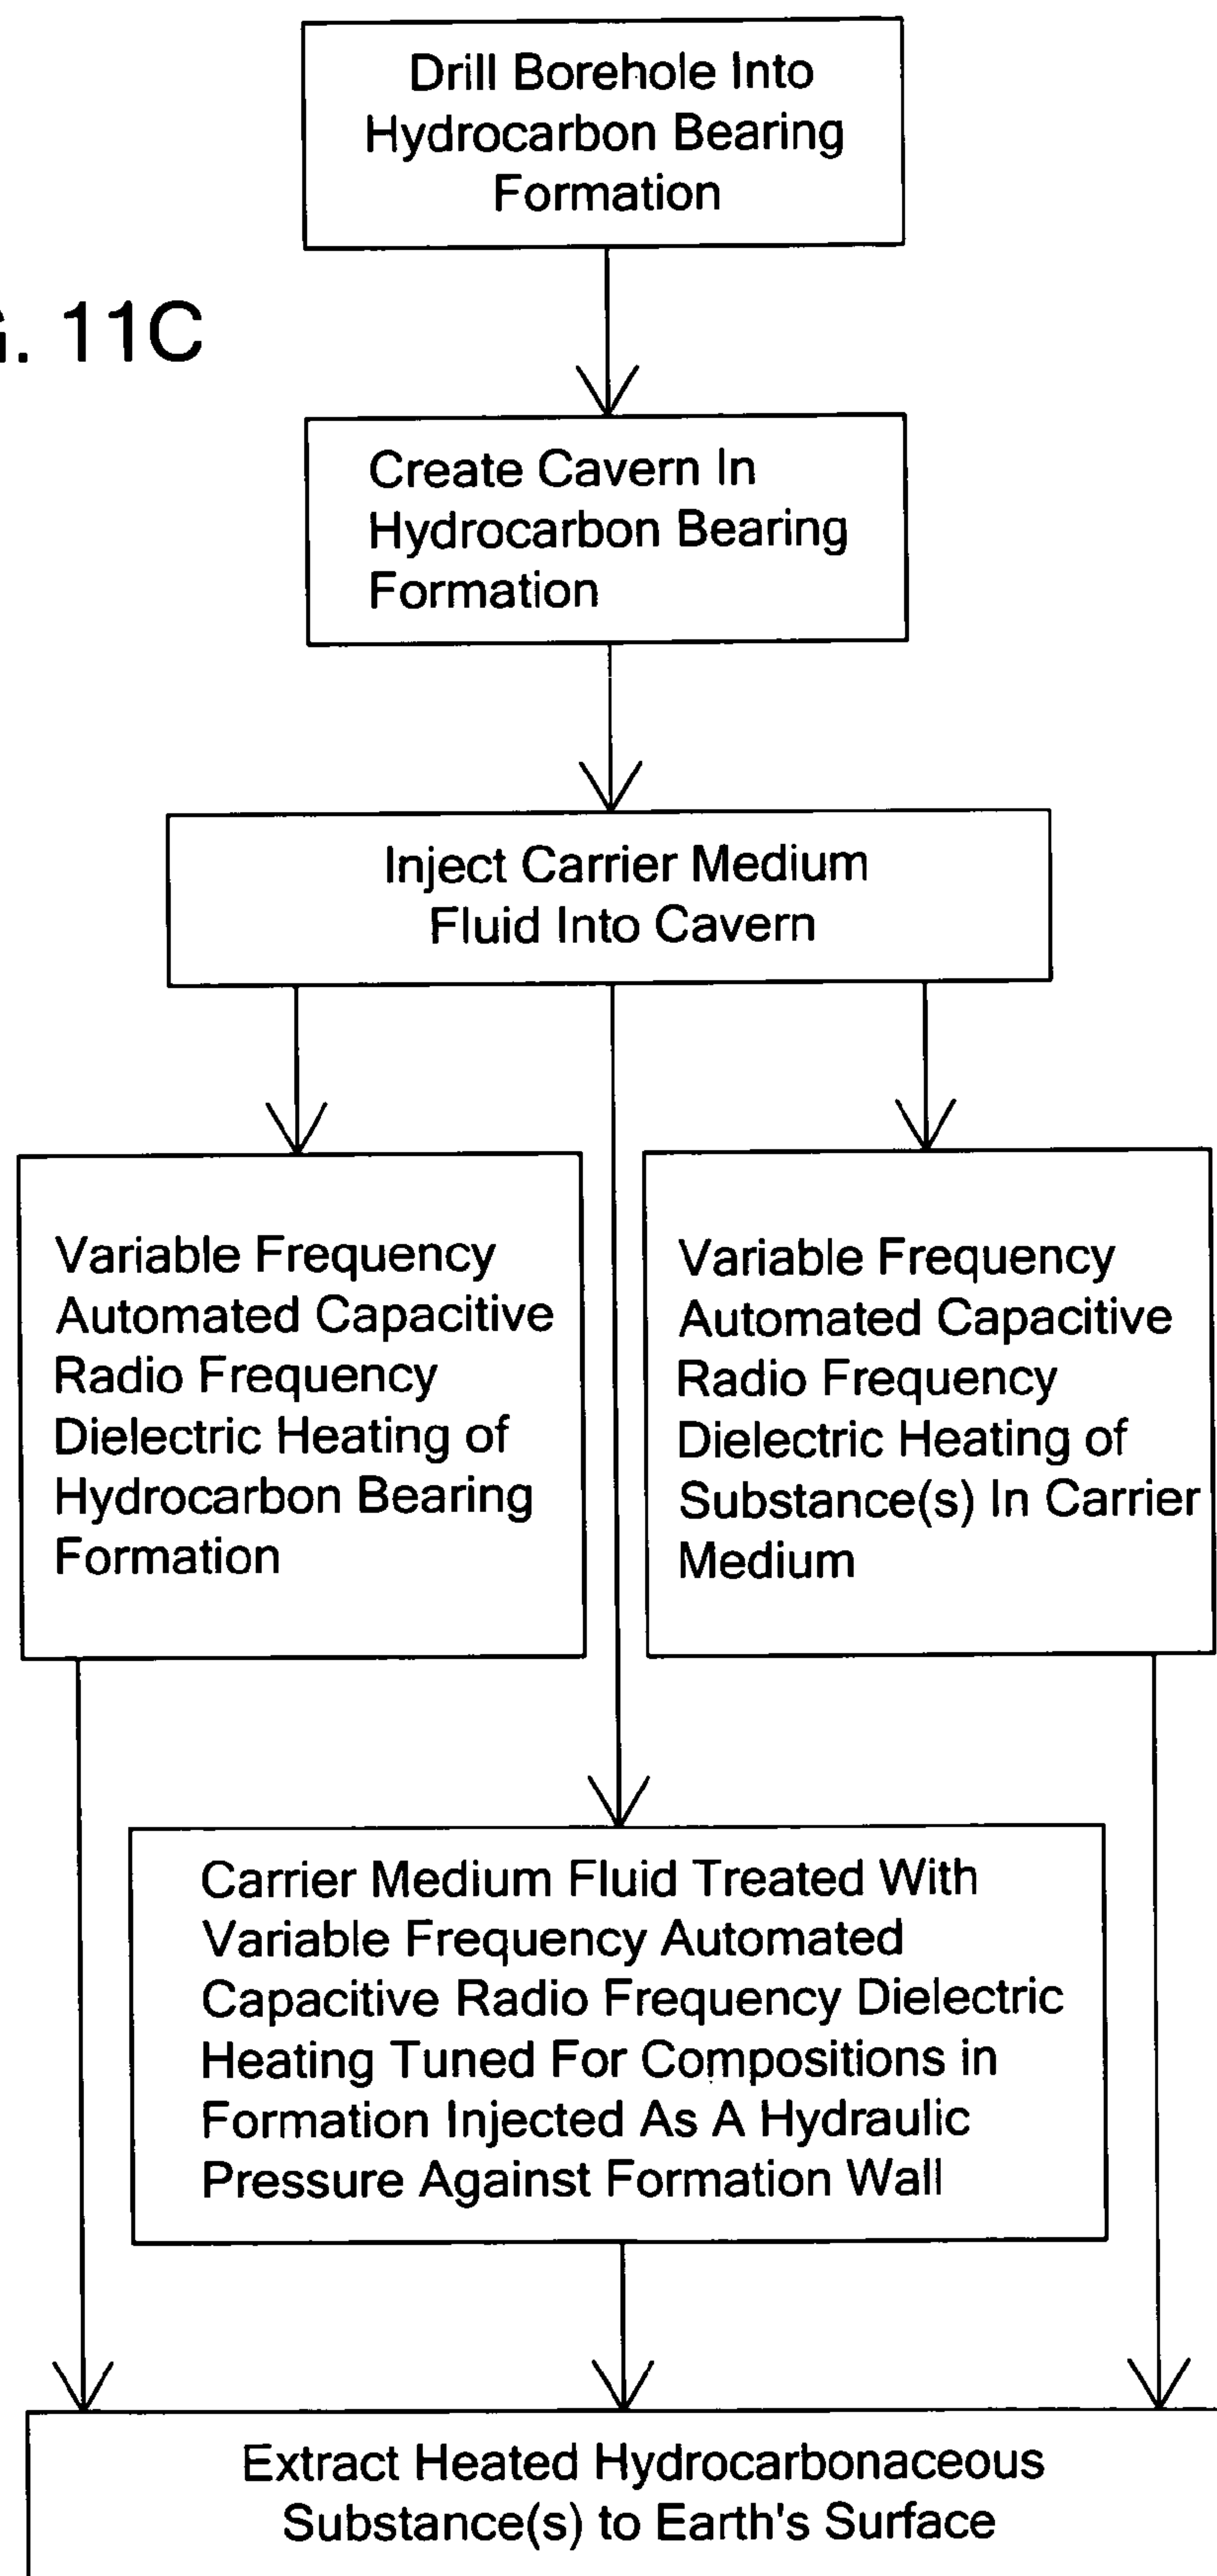 Drill Borehole Into
Hydrocarbon Bearing
Formation
G. 11C
Create Cavern In
Hydrocarbon Bearing
Formation
Inject Carrier Medium
Fluid Into Cavern
Variable Frequency
Automated Capacitive
Radio Frequency
Dielectric Heating of
Hydrocarbon Bearing
Formation
Variable Frequency
Automated Capacitive
Radio Frequency
Dielectric Heating of
Substance(s) In Carrier
Medium
Carrier Medium Fluid Treated With
Variable Frequency Automated
Capacitive Radio Frequency Dielectric
Heating Tuned For Compositions in
Formation Injected As A Hydraulic
Pressure Against Formation Wall
Extract Heated Hydrocarbonaceous
Substance(s) to Earth's Surface